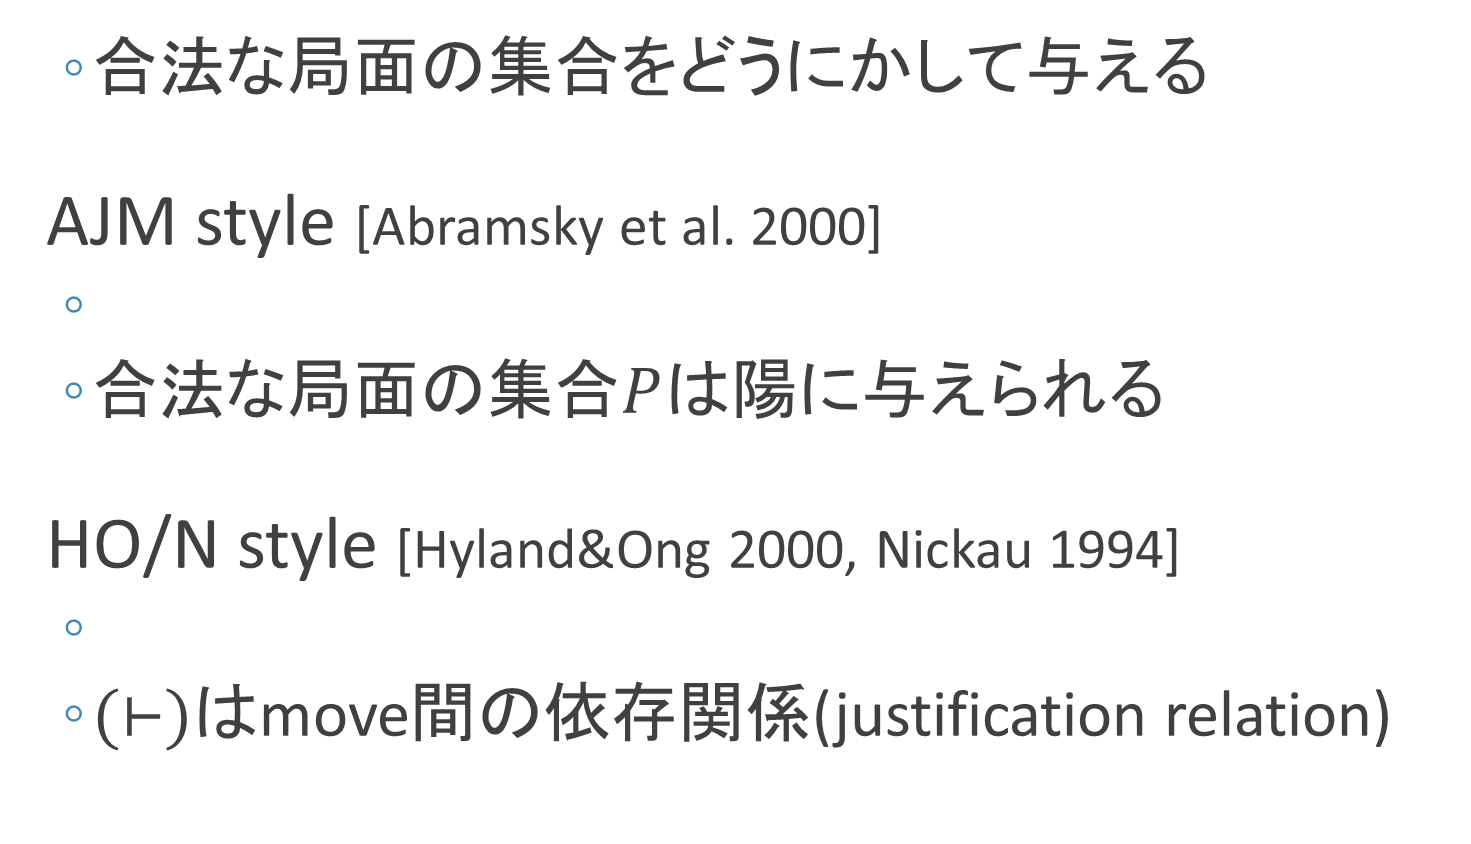 ◦合法な局面の集合をどうにかして与える
AJM style [Abramsky et al. 2000]
◦
◦合法な局面の集合Pは陽に与えられる
HO/N style [Hyland&Ong 2000, Nickau 1994]
◦
◦(⊢)はmove間の依存関係(justification relation)